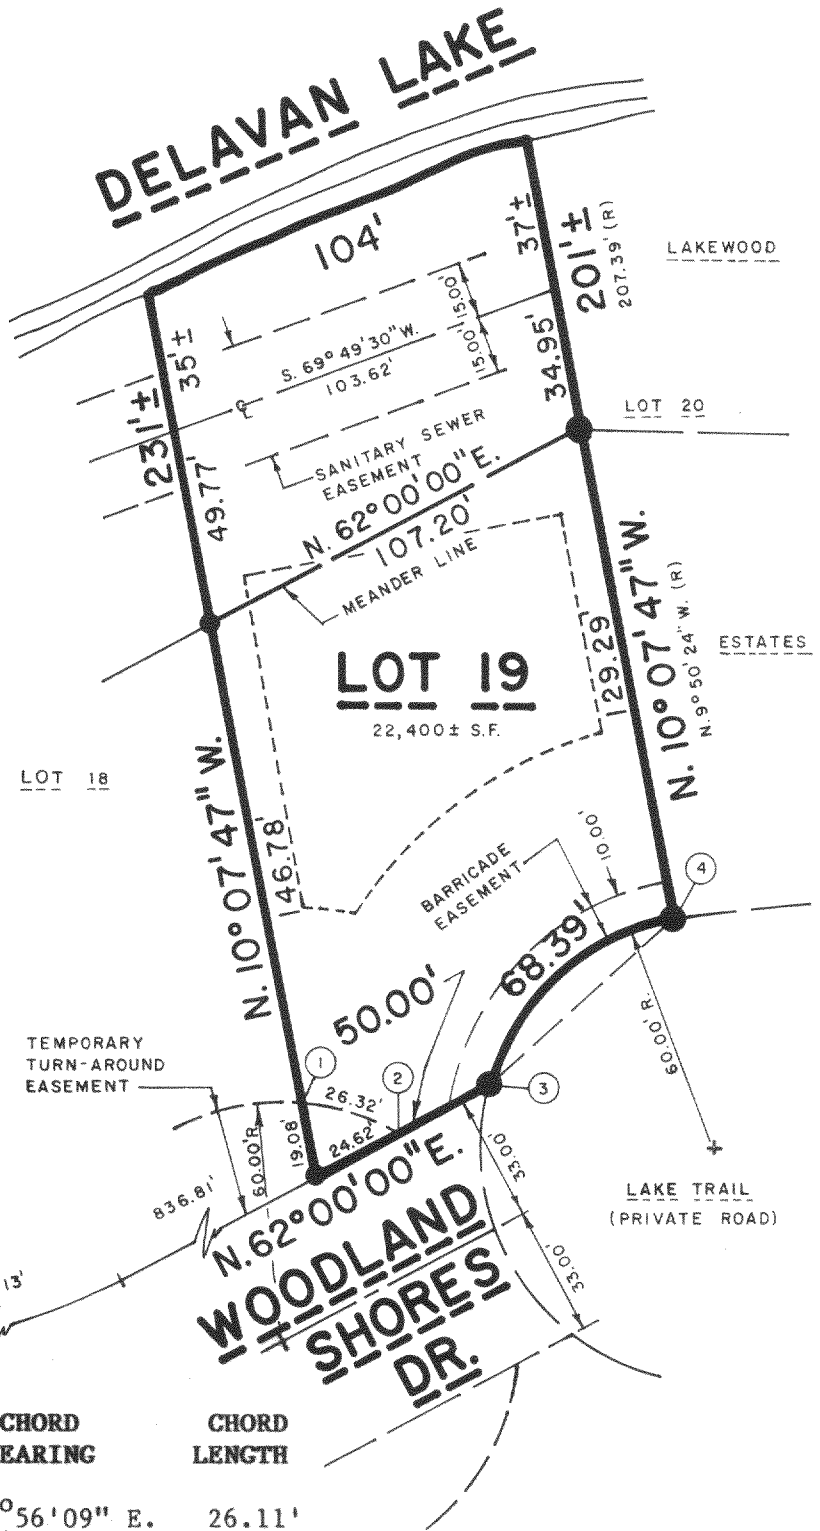 DELAVAN LAKE
104'
37'±
201'±
207.39' (R)
LAKEWOOD
35'±
231'±
S. 69° 49' 30" W.
103.62'
15.00'
15.00'
34.95'
LOT 20
℄
49.77'
SANITARY SEWER
EASEMENT
N. 62° 00' 00" E.
107.20'
MEANDER LINE
LOT 19
22,400± S.F.
129.29'
N. 10° 07' 47" W.
N. 9° 50' 24" W. (R)
ESTATES
LOT 18
N. 10° 07' 47" W.
146.78'
BARRICADE
EASEMENT
10.00'
4
68.39'
50.00'
60.00' R.
TEMPORARY
TURN-AROUND
EASEMENT
1
2
3
26.32'
24.62'
19.08'
60.00' R.
33.00'
33.00'
836.81'
N. 62° 00' 00" E.
LAKE TRAIL
(PRIVATE ROAD)
WOODLAND
SHORES
DR.
13'
CHORD CHORD
EARING LENGTH
°56'09" E. 26.11'